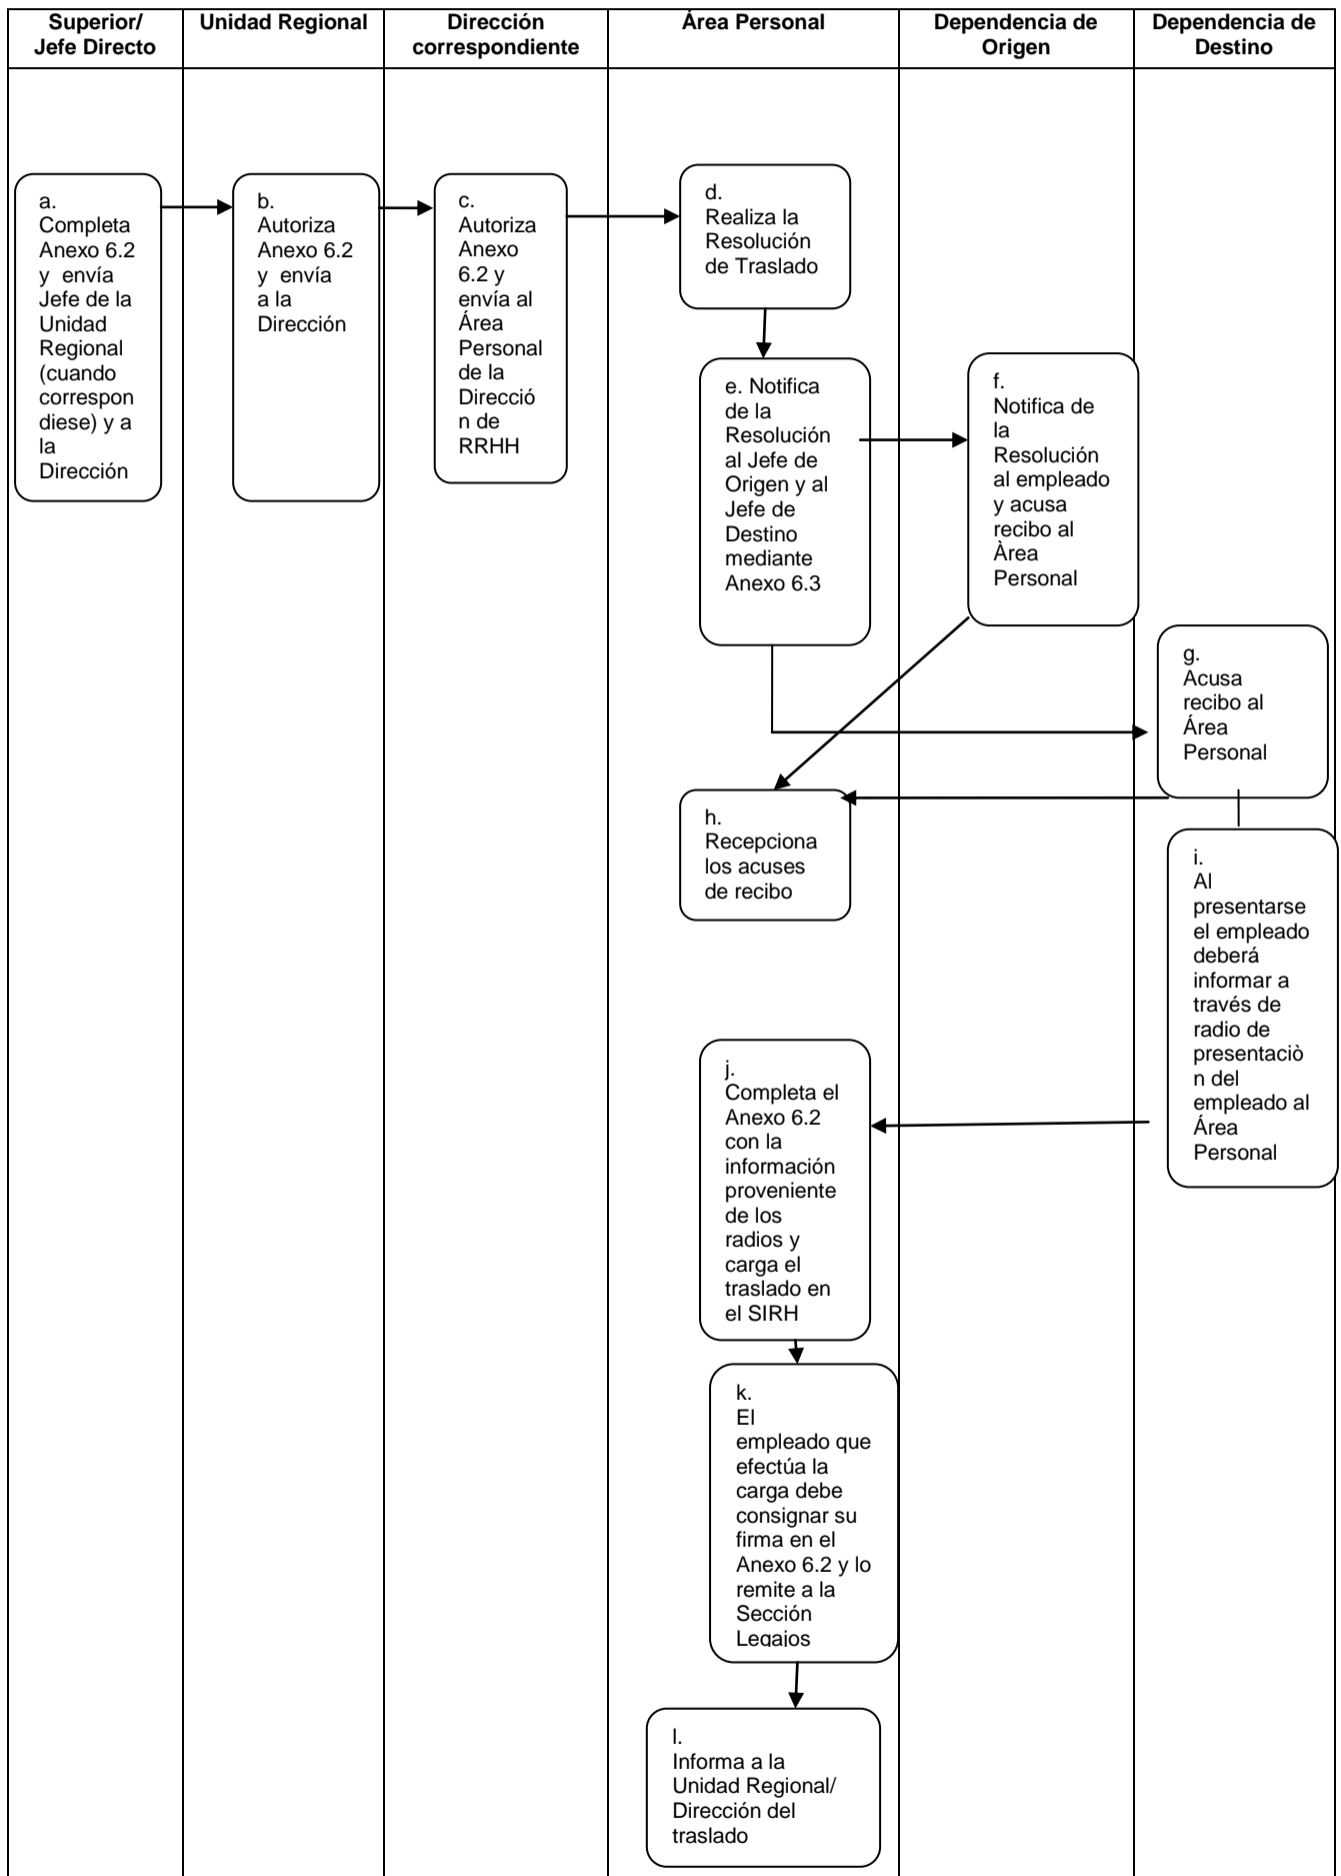 Superior/
Jefe Directo
Unidad Regional
Dirección
correspondiente
Área Personal
Dependencia de
Origen
Dependencia de
Destino
a.
Completa
Anexo 6.2
y envía
Jefe de la
Unidad
Regional
(cuando
correspon
diese) y a
la
Dirección
b.
Autoriza
Anexo 6.2
y envía
a la
Dirección
c.
Autoriza
Anexo
6.2 y
envía al
Área
Personal
de la
Direcció
n de
RRHH
d.
Realiza la
Resolución
de Traslado
e. Notifica
de la
Resolución
al Jefe de
Origen y al
Jefe de
Destino
mediante
Anexo 6.3
f.
Notifica de
la
Resolución
al empleado
y acusa
recibo al
Àrea
Personal
g.
Acusa
recibo al
Área
Personal
h.
Recepciona
los acuses
de recibo
i.
Al
presentarse
el empleado
deberá
informar a
través de
radio de
presentaciò
n del
empleado al
Área
Personal
j.
Completa el
Anexo 6.2
con la
información
proveniente
de los
radios y
carga el
traslado en
el SIRH
k.
El
empleado que
efectúa la
carga debe
consignar su
firma en el
Anexo 6.2 y lo
remite a la
Sección
Legajos
l.
Informa a la
Unidad Regional/
Dirección del
traslado